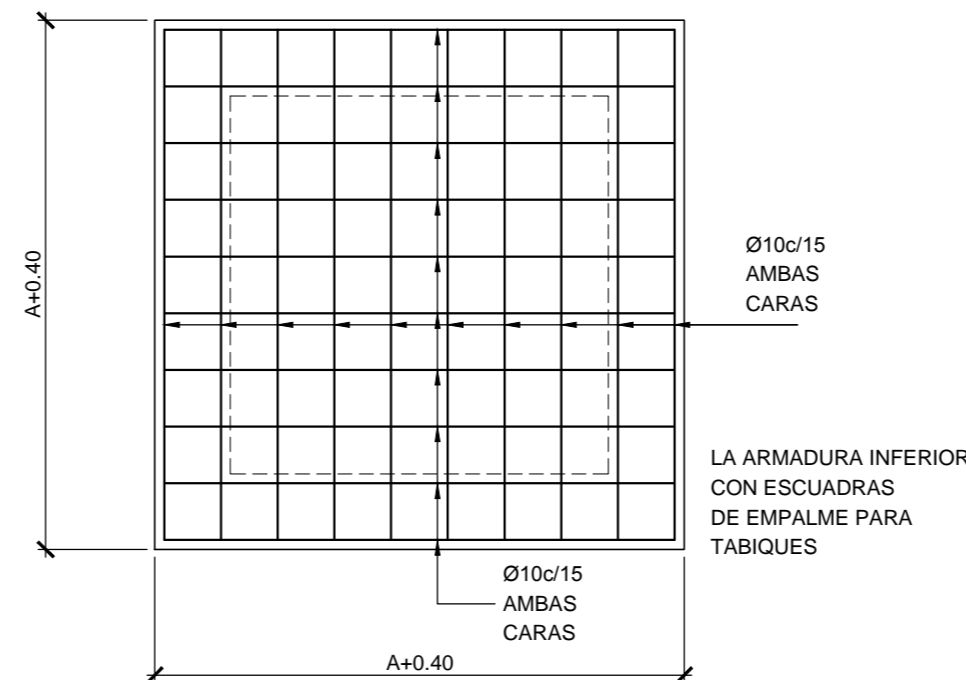 A+0.40
Ø10c/15
AMBAS
CARAS
LA ARMADURA INFERIOR
CON ESCUADRAS
DE EMPALME PARA
TABIQUES
Ø10c/15
AMBAS
CARAS
A+0.40